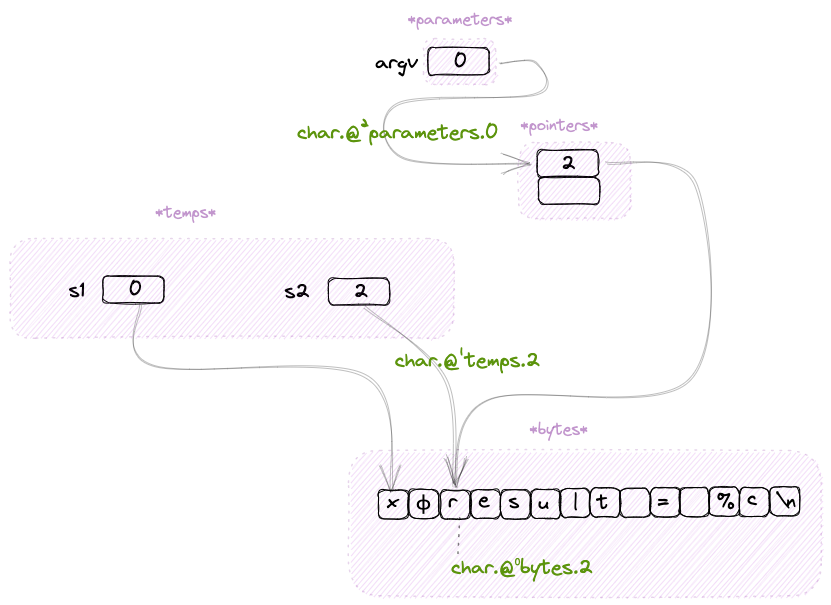 *parameters*
argv 0
char.@²parameters.0
*pointers*
2
*temps*
s1 0
s2 2
char.@¹temps.2
*bytes*
x ϕ r e s u l t = % c \n
char.@⁰bytes.2